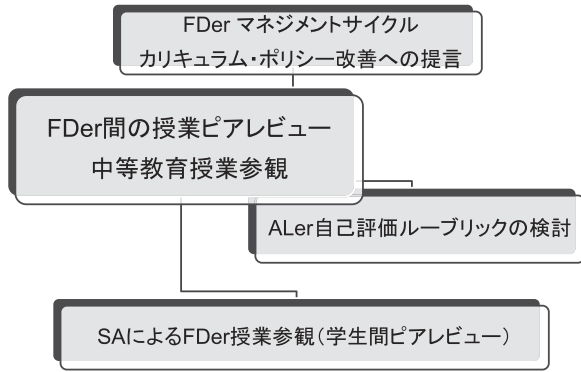 FDer マネジメントサイクル
カリキュラム・ポリシー改善への提言
FDer間の授業ピアレビュー
中等教育授業参観
ALer自己評価ルーブリックの検討
SAによるFDer授業参観（学生間ピアレビュー）